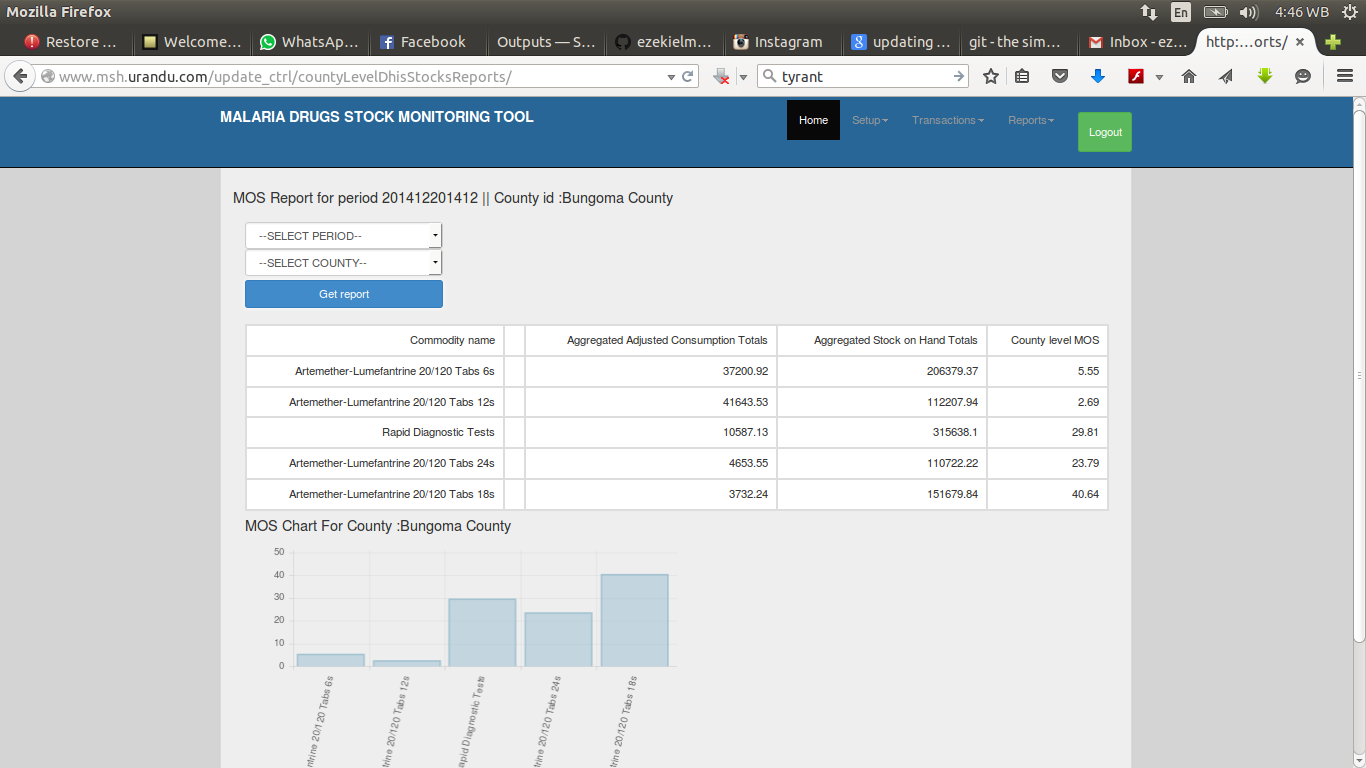 Mozilla Firefox
En
4:46 WB
Restore ...
Welcome...
WhatsAp...
Facebook
Outputs — S...
ezekielm...
Instagram
updating ...
git - the sim...
Inbox - ez...
http:...orts/
www.msh.urandu.com/update_ctrl/countyLevelDhisStocksReports/
tyrant
MALARIA DRUGS STOCK MONITORING TOOL
Home
Setup
Transactions
Reports
Logout
MOS Report for period 201412201412 || County id :Bungoma County
--SELECT PERIOD--
--SELECT COUNTY--
Get report
Commodity name Aggregated Adjusted Consumption Totals Aggregated Stock on Hand Totals County level MOS
Artemether-Lumefantrine 20/120 Tabs 6s 37200.92 206379.37 5.55
Artemether-Lumefantrine 20/120 Tabs 12s 41643.53 112207.94 2.69
Rapid Diagnostic Tests 10587.13 315638.1 29.81
Artemether-Lumefantrine 20/120 Tabs 24s 4653.55 110722.22 23.79
Artemether-Lumefantrine 20/120 Tabs 18s 3732.24 151679.84 40.64
MOS Chart For County :Bungoma County
50
40
30
20
10
0
ntrine 20/120 Tabs 6s
trine 20/120 Tabs 12s
apid Diagnostic Tests
trine 20/120 Tabs 24s
trine 20/120 Tabs 18s